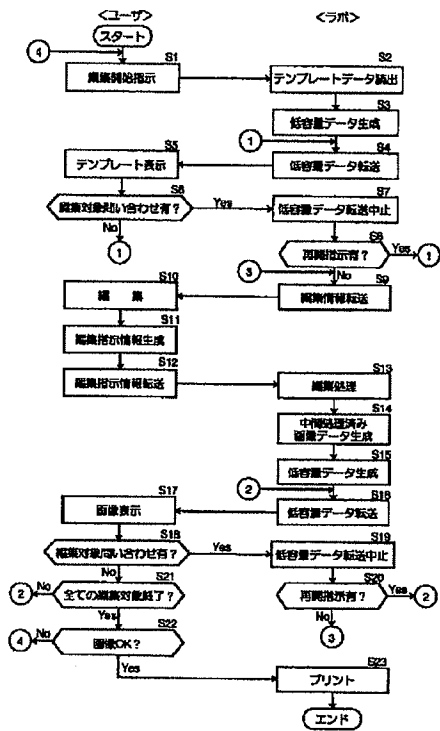 <ユーザ>
<ラボ>
スタート
4
S1
編集開始指示
S2
テンプレートデータ読出
S3
低容量データ生成
1
S4
低容量データ転送
S5
テンプレート表示
S6
編集対象問い合わせ有?
Yes
No
1
S7
低容量データ転送中止
S8
再開指示有?
Yes
1
No
3
S9
編集情報転送
S10
編 集
S11
編集指示情報生成
S12
編集指示情報転送
S13
編集処理
S14
中間処理済み
画像データ生成
S15
低容量データ生成
2
S16
低容量データ転送
S17
画像表示
S18
編集対象問い合わせ有?
Yes
No
S19
低容量データ転送中止
S20
再開指示有?
Yes
2
No
3
S21
全ての編集対象終了?
No
2
Yes
S22
画像OK?
No
4
Yes
S23
プリント
エンド